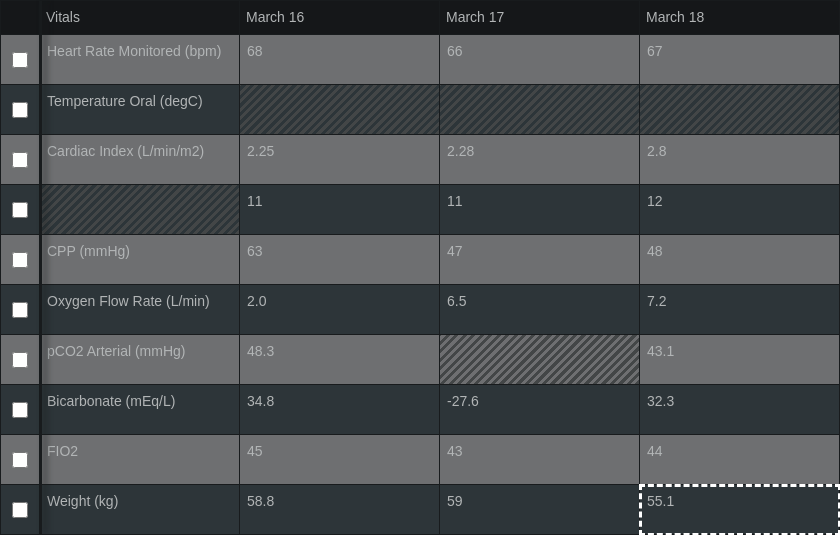 Vitals March 16 March 17 March 18
Heart Rate Monitored (bpm) 68 66 67
Temperature Oral (degC)
Cardiac Index (L/min/m2) 2.25 2.28 2.8
11 11 12
CPP (mmHg) 63 47 48
Oxygen Flow Rate (L/min) 2.0 6.5 7.2
pCO2 Arterial (mmHg) 48.3 43.1
Bicarbonate (mEq/L) 34.8 -27.6 32.3
FIO2 45 43 44
Weight (kg) 58.8 59 55.1